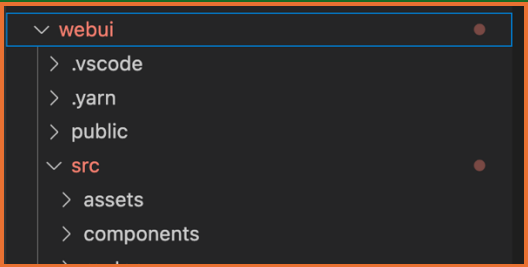 webui
.vscode
.yarn
public
src
assets
components